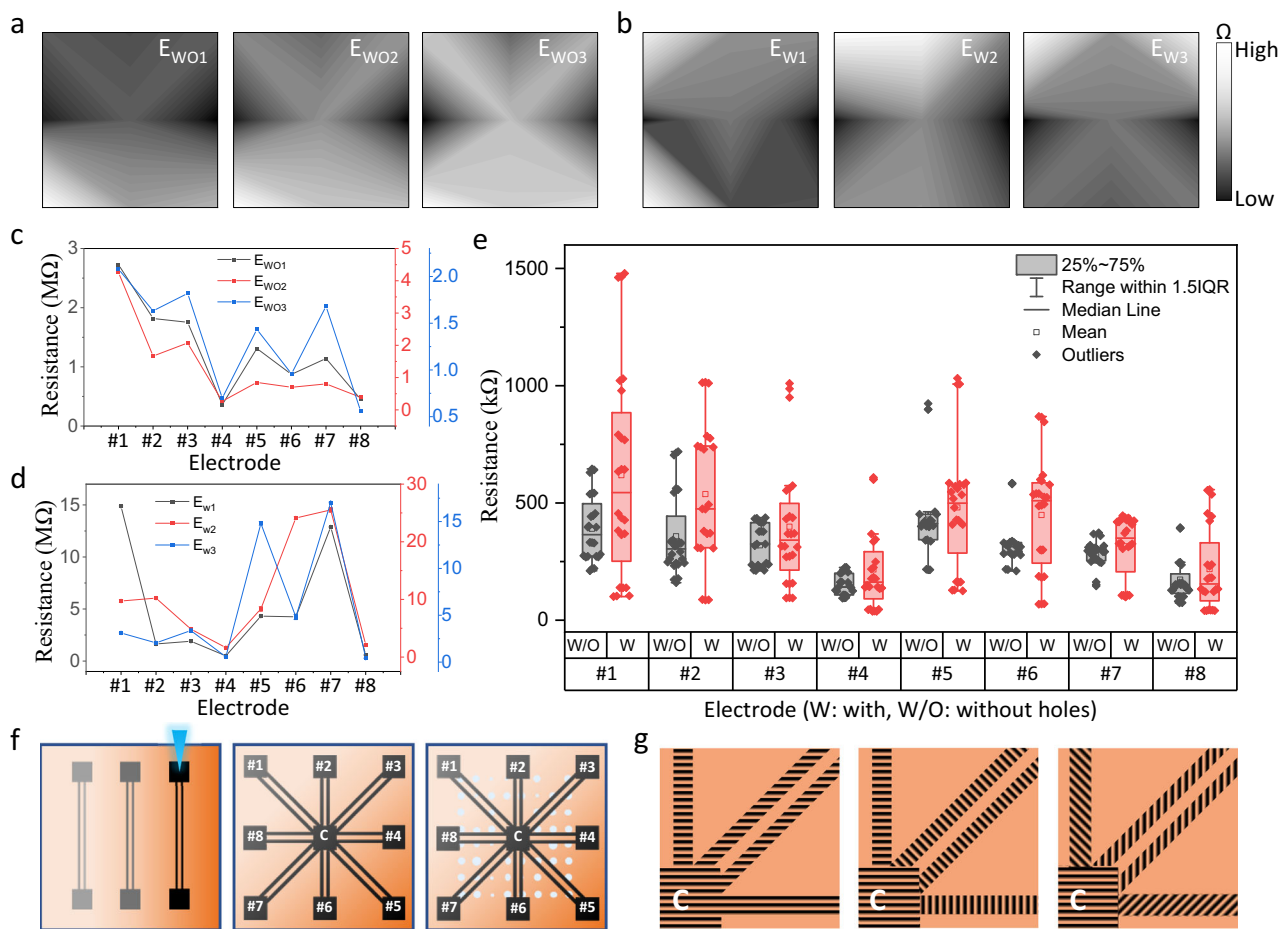 a
E_WO1
E_WO2
E_WO3
b
E_W1
E_W2
E_W3
Ω
High
Low
c
Resistance (MΩ)
3
2
1
0
E_WO1
E_WO2
E_WO3
5
4
3
2
1
0
2.0
1.5
1.0
0.5
#1 #2 #3 #4 #5 #6 #7 #8
Electrode
d
Resistance (MΩ)
15
10
5
0
E_w1
E_w2
E_w3
30
20
10
0
15
10
5
0
#1 #2 #3 #4 #5 #6 #7 #8
Electrode
e
Resistance (kΩ)
1500
1000
500
0
25%~75%
Range within 1.5IQR
Median Line
Mean
Outliers
W/O W W/O W W/O W W/O W W/O W W/O W W/O W W/O W
#1 #2 #3 #4 #5 #6 #7 #8
Electrode (W: with, W/O: without holes)
f
#1 #2 #3
#8 C #4
#7 #6 #5
#1 #2 #3
#8 C #4
#7 #6 #5
g
C
C
C